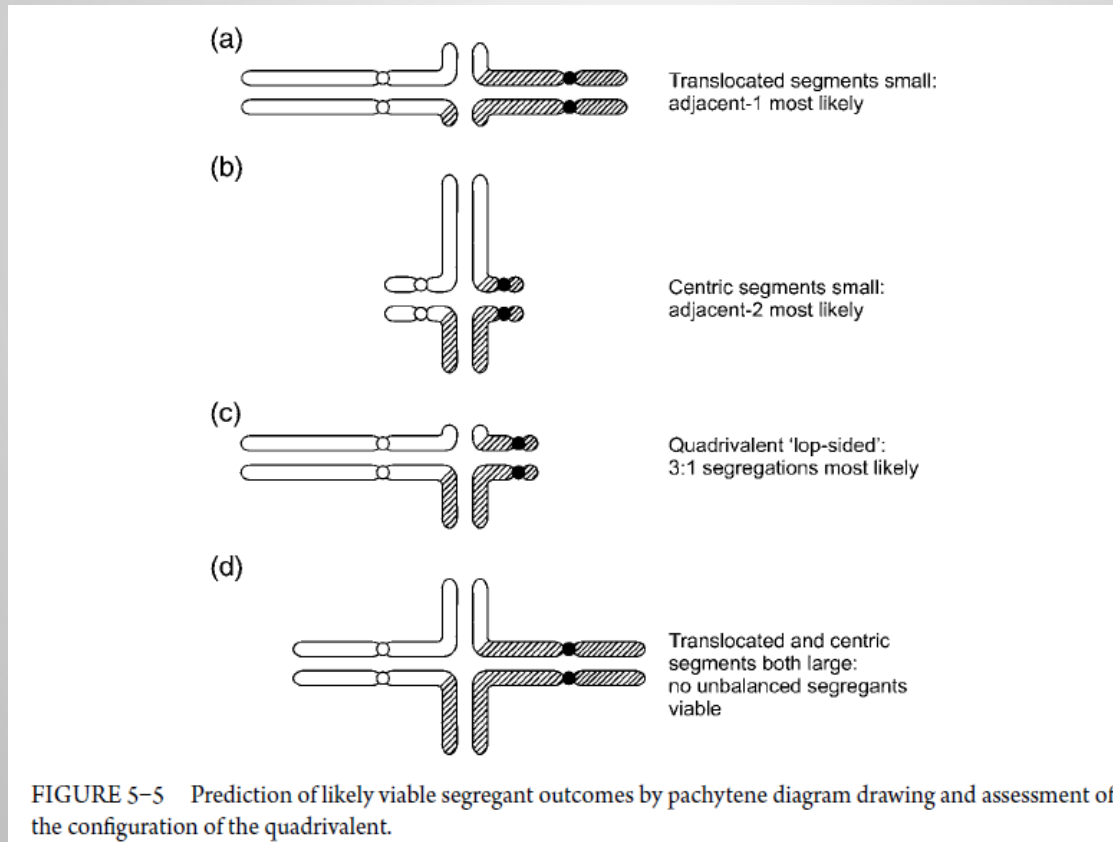 (a)
Translocated segments small:
adjacent-1 most likely
(b)
Centric segments small:
adjacent-2 most likely
(c)
Quadrivalent 'lop-sided':
3:1 segregations most likely
(d)
Translocated and centric
segments both large:
no unbalanced segregants
viable
FIGURE 5–5 Prediction of likely viable segregant outcomes by pachytene diagram drawing and assessment of
the configuration of the quadrivalent.